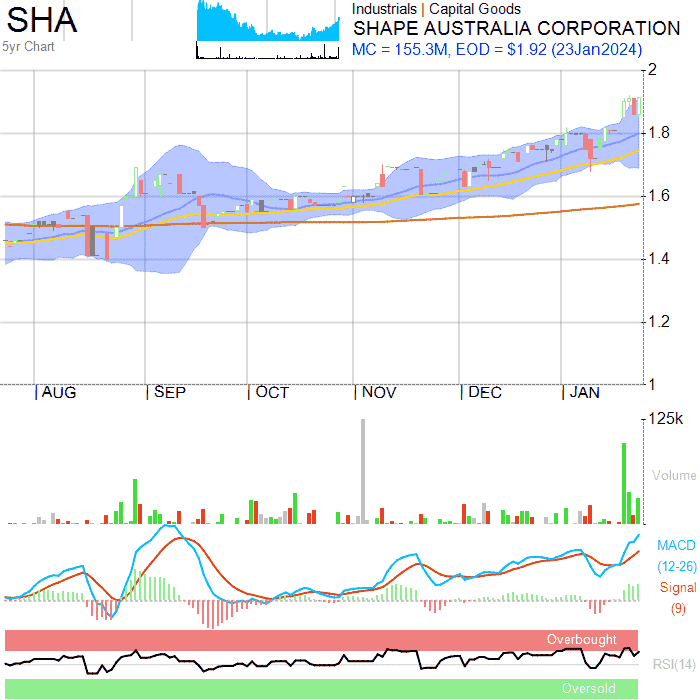 SHA
5yr Chart
Industrials | Capital Goods
SHAPE AUSTRALIA CORPORATION
MC = 155.3M, EOD = $1.92 (23Jan2024)
2
1.8
1.6
1.4
1.2
1
| AUG | SEP | OCT | NOV | DEC | JAN
125k
Volume
MACD
(12-26)
Signal
(9)
Overbought
RSI(14)
Oversold